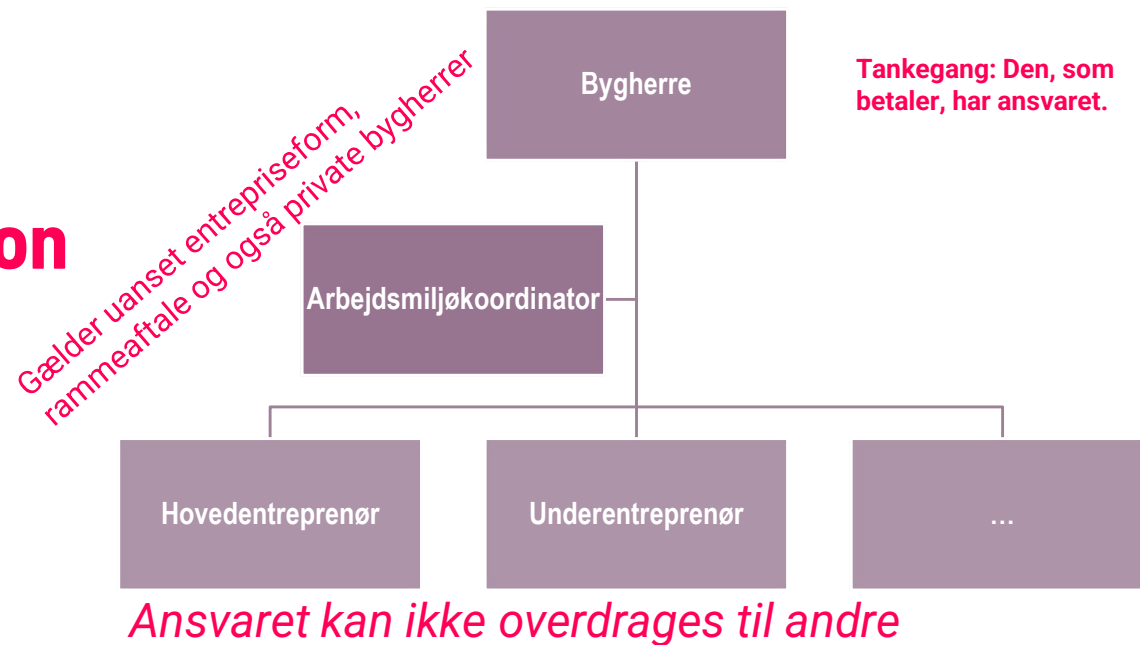 Bygherre
Tankegang: Den, som
betaler, har ansvaret.
Gælder uanset entrepriseform,
rammeaftale og også private bygherrer
on
Arbejdsmiljøkoordinator
Hovedentreprenør
Underentreprenør
...
Ansvaret kan ikke overdrages til andre